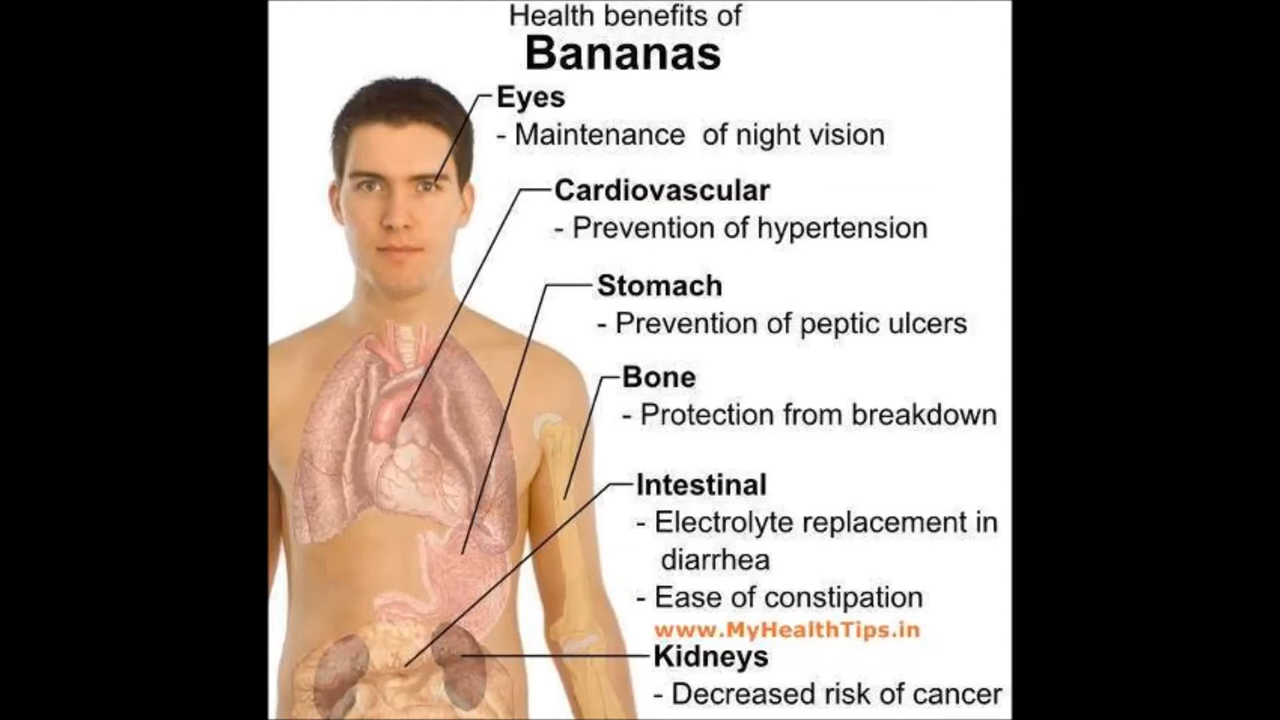 Health benefits of
Bananas
Eyes
- Maintenance of night vision
Cardiovascular
- Prevention of hypertension
Stomach
- Prevention of peptic ulcers
Bone
- Protection from breakdown
Intestinal
- Electrolyte replacement in
diarrhea
- Ease of constipation
www.MyHealthTips.in
Kidneys
- Decreased risk of cancer